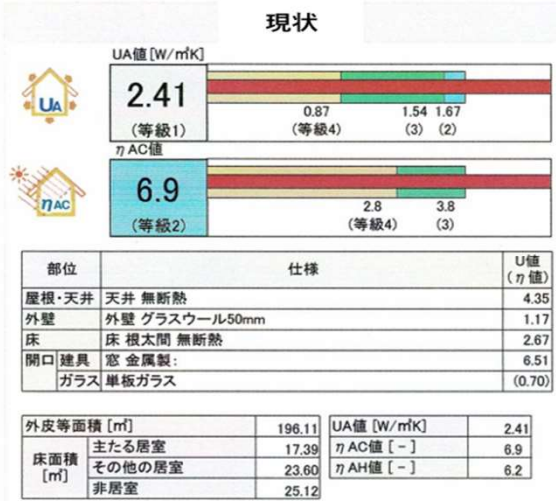 現状
UA値[W/㎡K]
UA
2.41
(等級1)
0.87 1.54 1.67
(等級4) (3) (2)
ηAC値
ηAC
6.9
(等級2)
2.8 3.8
(等級4) (3)
部位 仕様 U値(η値)
屋根・天井 天井 無断熱 4.35
外壁 外壁 グラスウール50mm 1.17
床 床 根太間 無断熱 2.67
開口 建具 窓 金属製: 6.51
ガラス 単板ガラス (0.70)
外皮等面積 [㎡] 196.11
床面積[㎡] 主たる居室 17.39
その他の居室 23.60
非居室 25.12
UA値 [W/㎡K] 2.41
ηAC値 [-] 6.9
ηAH値 [-] 6.2